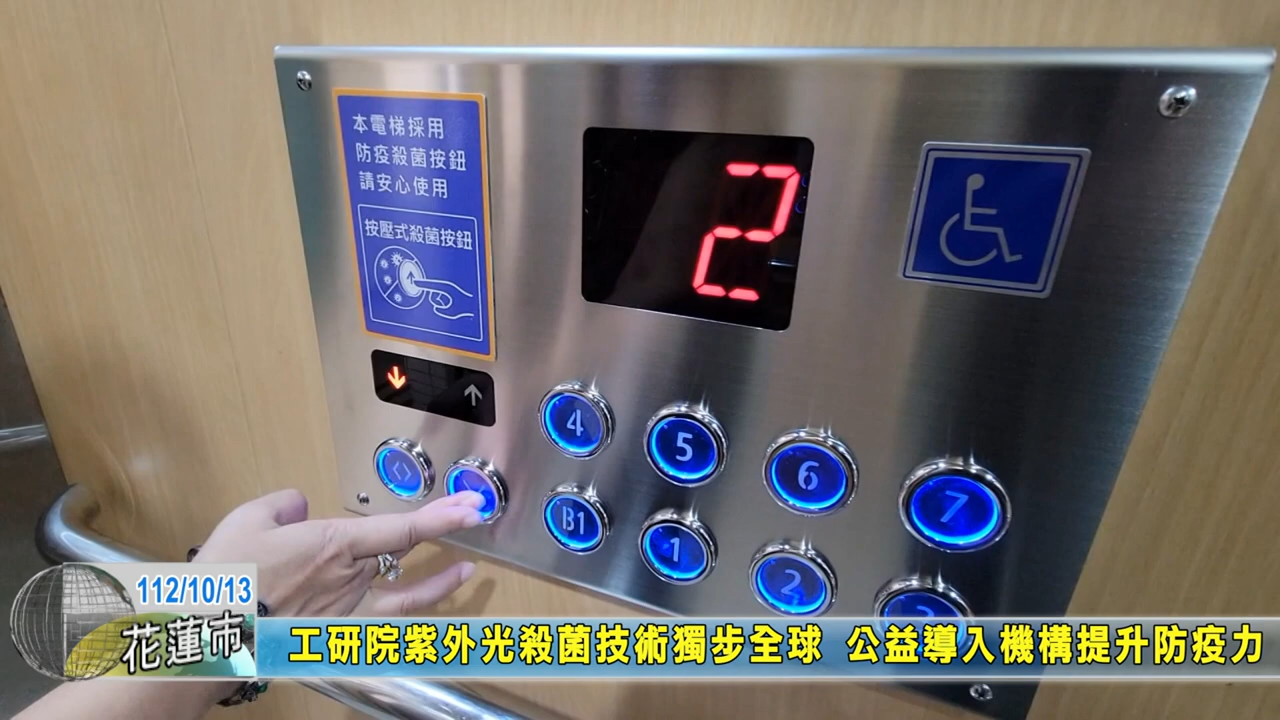 本電梯採用
防疫殺菌按鈕
請安心使用
按壓式殺菌按鈕
2
4
5
6
7
B1
1
2
3
112/10/13
花蓮市
工研院紫外光殺菌技術獨步全球 公益導入機構提升防疫力